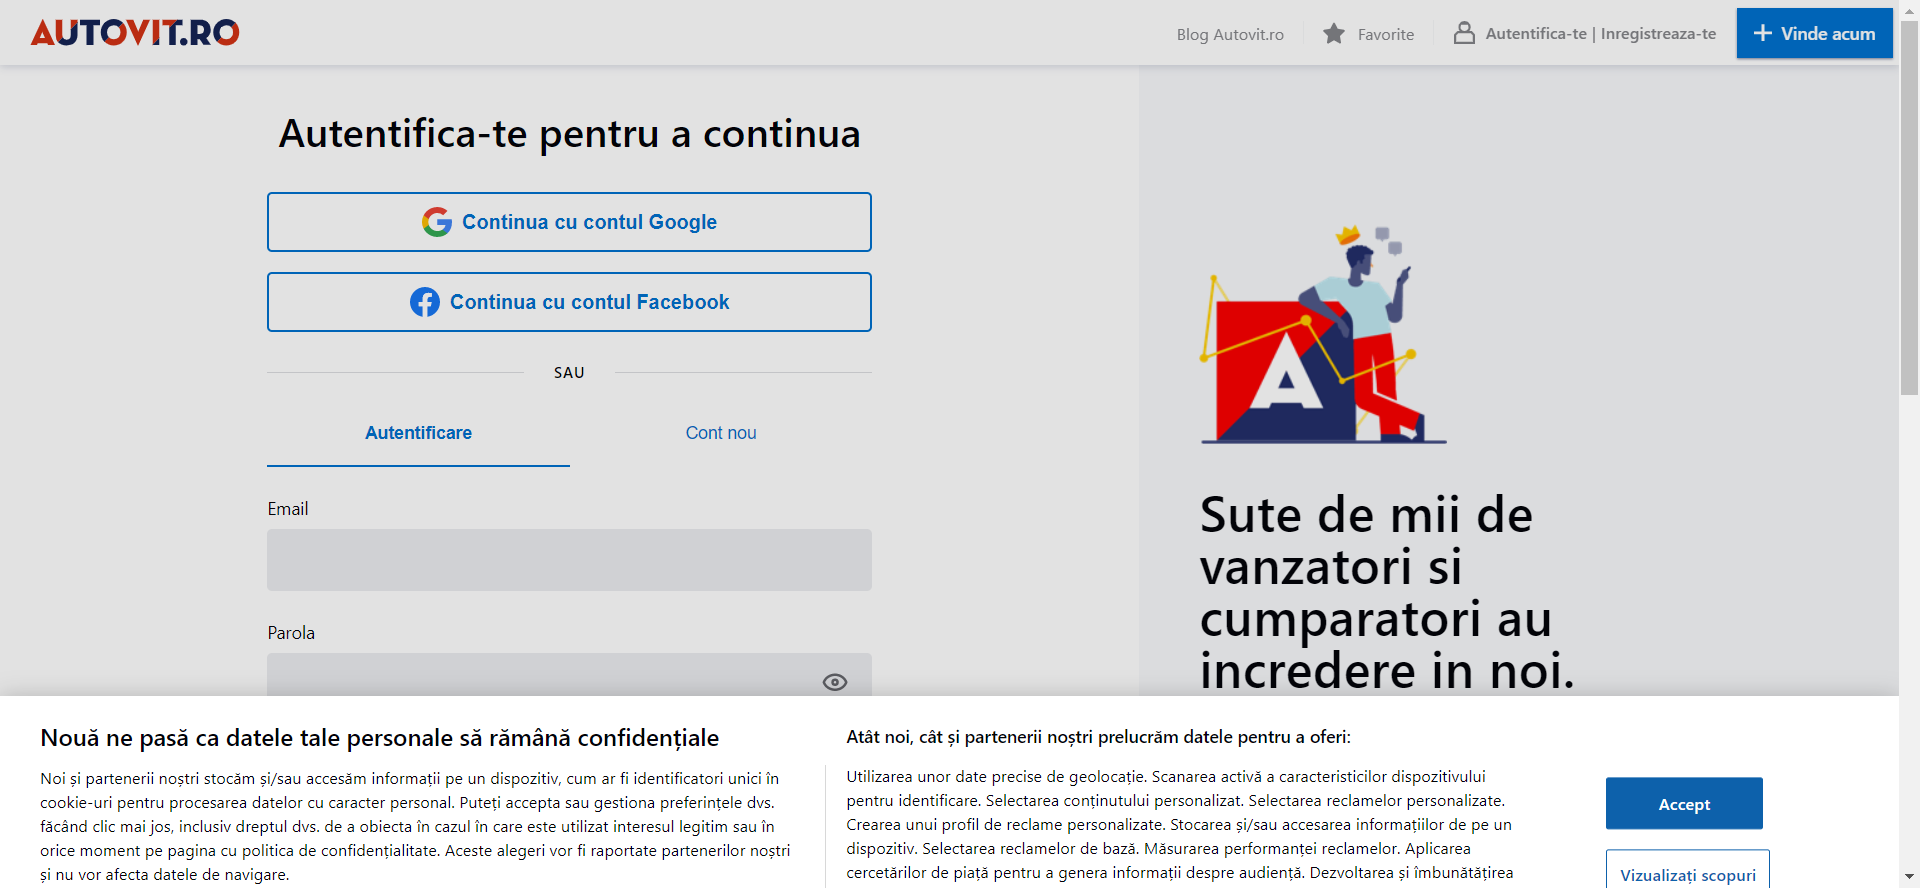 AUTOVIT.RO
Blog Autovit.ro
Favorite
Autentifica-te | Inregistreaza-te
Vinde acum
Autentifica-te pentru a continua
Continua cu contul Google
Continua cu contul Facebook
SAU
Autentificare
Cont nou
Email
Parola
A
Sute de mii de
vanzatori si
cumparatori au
incredere in noi.
Nouă ne pasă ca datele tale personale să rămână confidențiale
Noi și partenerii noștri stocăm și/sau accesăm informații pe un dispozitiv, cum ar fi identificatori unici în
cookie-uri pentru procesarea datelor cu caracter personal. Puteți accepta sau gestiona preferințele dvs.
făcând clic mai jos, inclusiv dreptul dvs. de a obiecta în cazul în care este utilizat interesul legitim sau în
orice moment pe pagina cu politica de confidențialitate. Aceste alegeri vor fi raportate partenerilor noștri
și nu vor afecta datele de navigare.
Atât noi, cât și partenerii noștri prelucrăm datele pentru a oferi:
Utilizarea unor date precise de geolocație. Scanarea activă a caracteristicilor dispozitivului
pentru identificare. Selectarea conținutului personalizat. Selectarea reclamelor personalizate.
Crearea unui profil de reclame personalizate. Stocarea și/sau accesarea informațiilor de pe un
dispozitiv. Selectarea reclamelor de bază. Măsurarea performanței reclamelor. Aplicarea
cercetărilor de piață pentru a genera informații despre audiență. Dezvoltarea și îmbunătățirea
Accept
Vizualizați scopuri